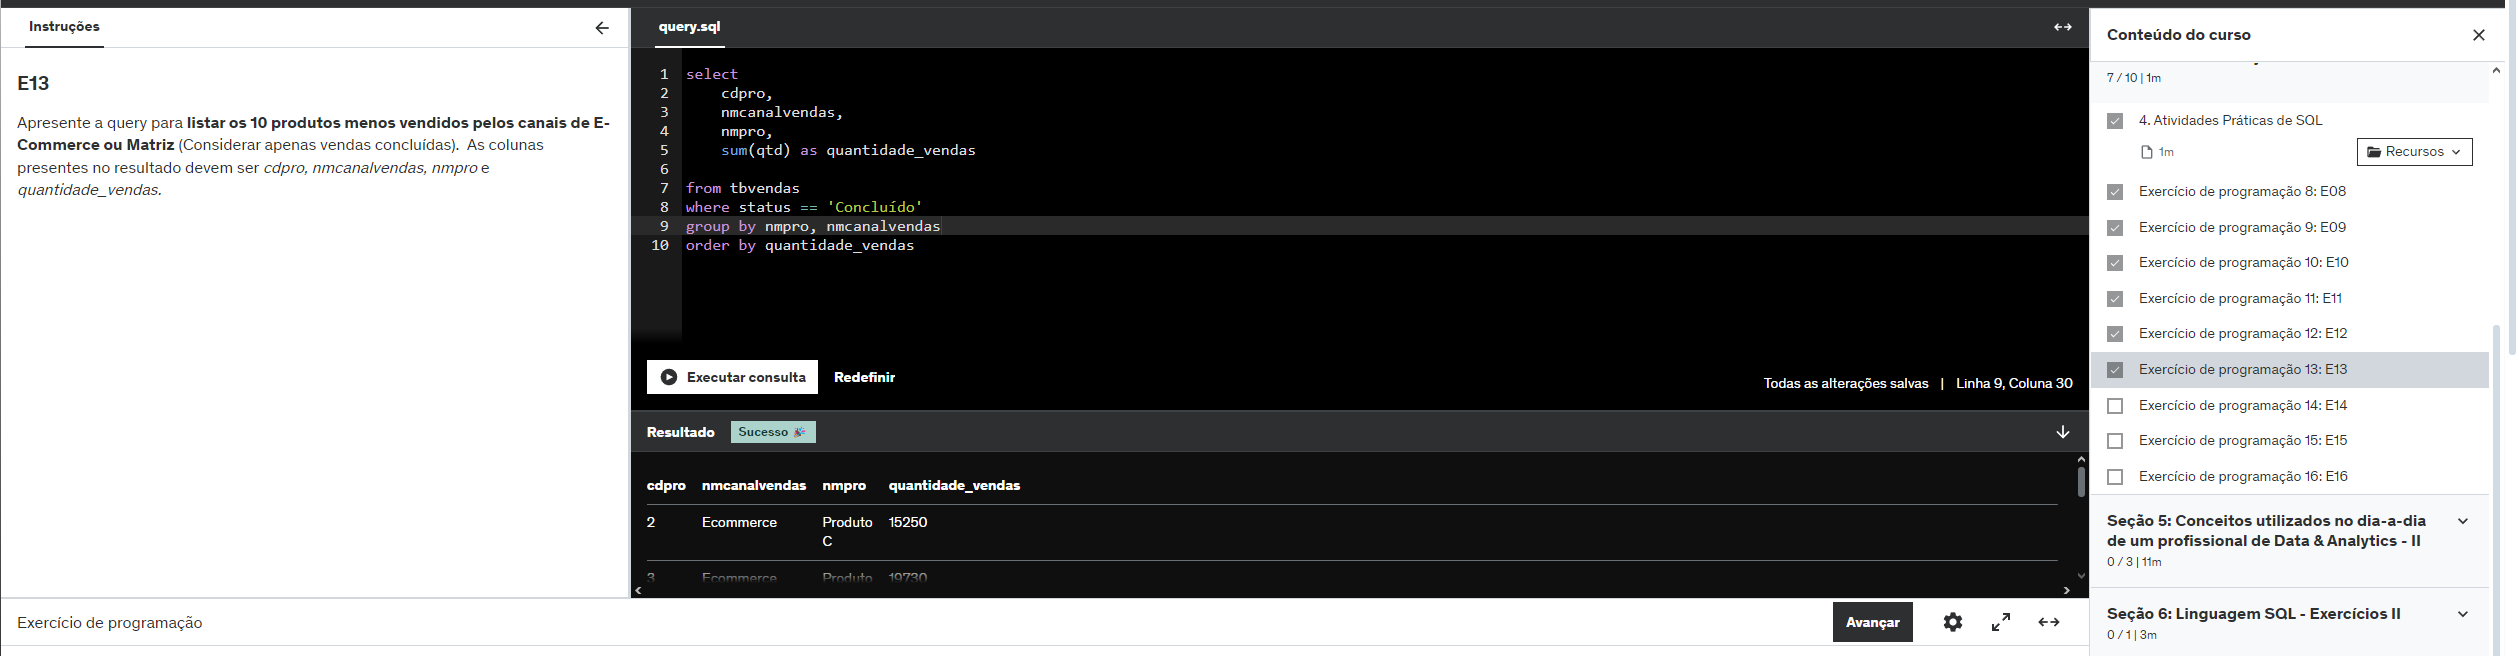 Instruções
E13
Apresente a query para listar os 10 produtos menos vendidos pelos canais de E-
Commerce ou Matriz (Considerar apenas vendas concluídas).  As colunas
presentes no resultado devem ser cdpro, nmcanalvendas, nmpro e
quantidade_vendas.
query.sql
1 select
2     cdpro,
3     nmcanalvendas,
4     nmpro,
5     sum(qtd) as quantidade_vendas
6
7 from tbvendas
8 where status == 'Concluído'
9 group by nmpro, nmcanalvendas
10 order by quantidade_vendas
Executar consulta Redefinir
Todas as alterações salvas | Linha 9, Coluna 30
Resultado Sucesso
cdpro nmcanalvendas nmpro quantidade_vendas
2 Ecommerce Produto 15250
C
3 Ecommerce Produto 19730
Exercício de programação
Avançar
Conteúdo do curso
7 / 10 | 1m
4. Atividades Práticas de SQL
1m
Recursos
Exercício de programação 8: E08
Exercício de programação 9: E09
Exercício de programação 10: E10
Exercício de programação 11: E11
Exercício de programação 12: E12
Exercício de programação 13: E13
Exercício de programação 14: E14
Exercício de programação 15: E15
Exercício de programação 16: E16
Seção 5: Conceitos utilizados no dia-a-dia
de um profissional de Data & Analytics - II
0 / 3 | 11m
Seção 6: Linguagem SQL - Exercícios II
0 / 1 | 3m